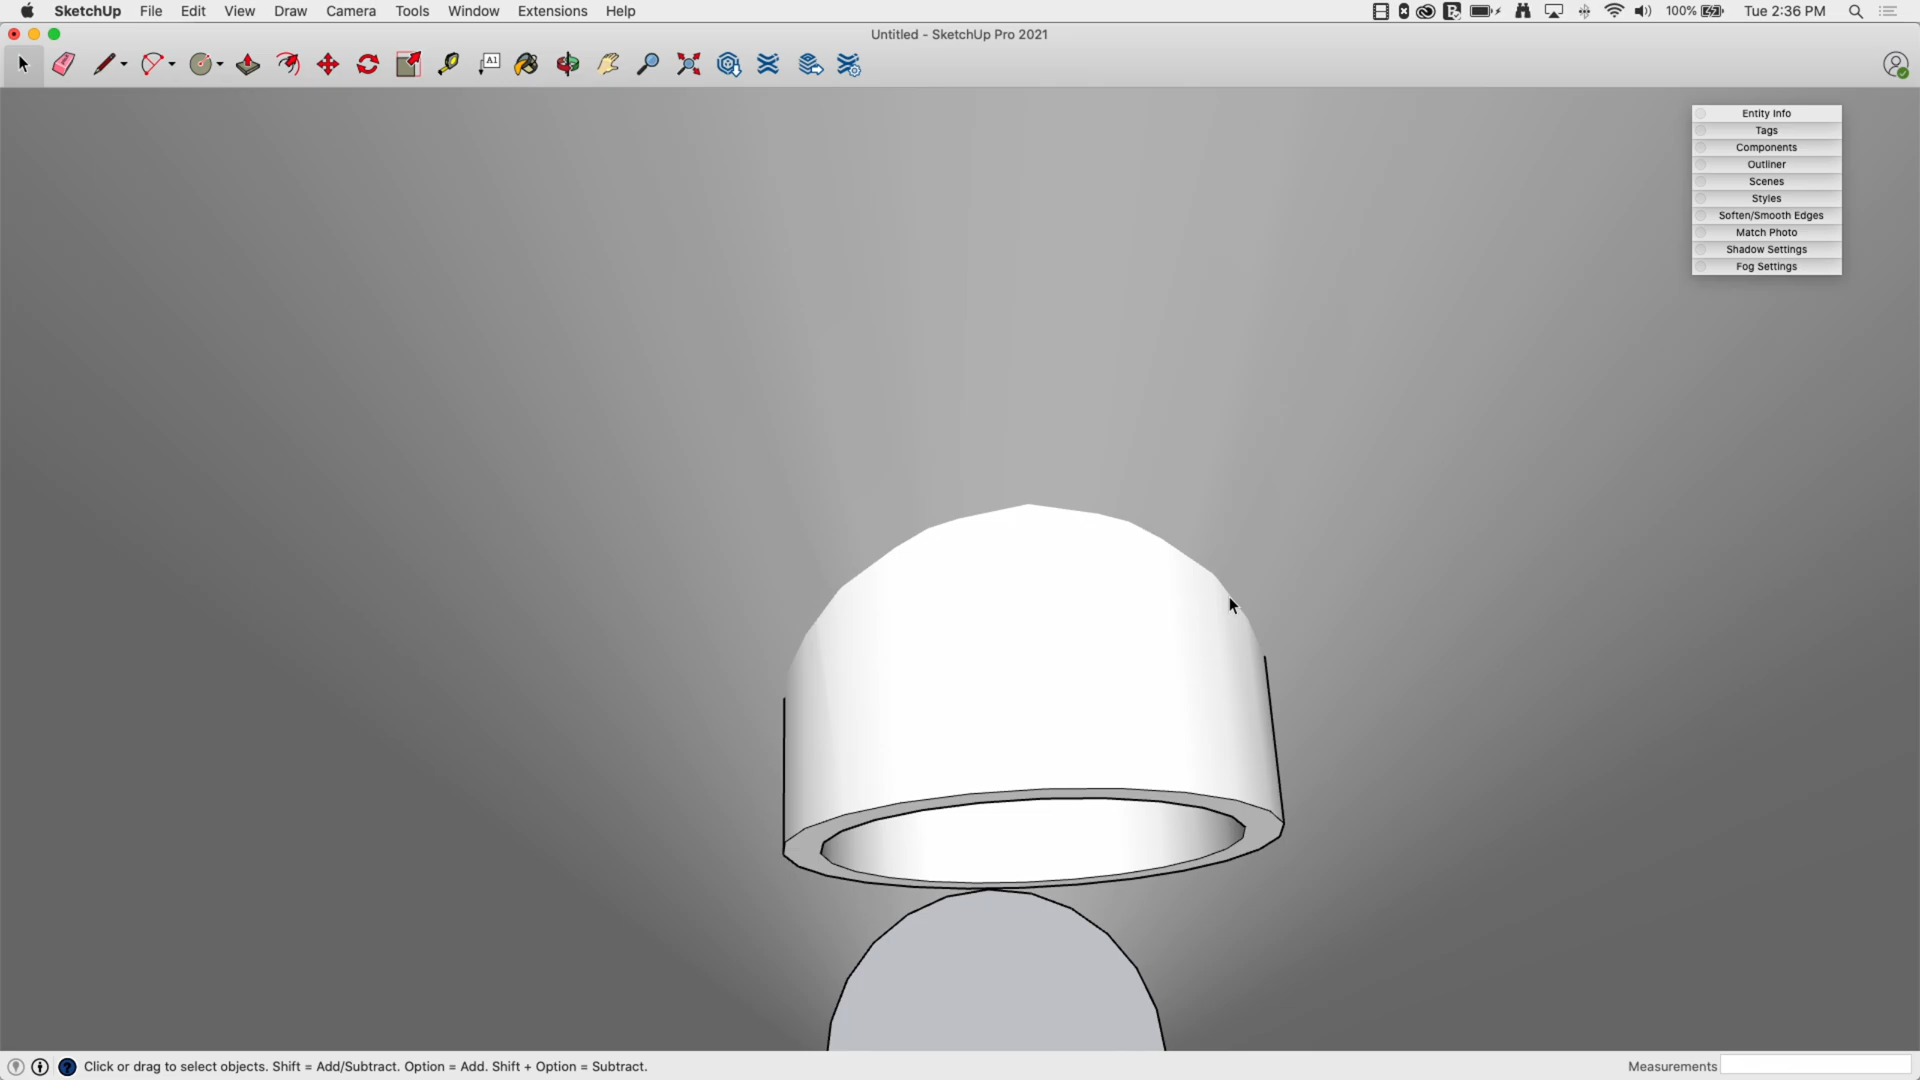 SketchUp File Edit View Draw Camera Tools Window Extensions Help 100% Tue 2:36 PM
Untitled - SketchUp Pro 2021
A1
Entity Info
Tags
Components
Outliner
Scenes
Styles
Soften/Smooth Edges
Match Photo
Shadow Settings
Fog Settings
Click or drag to select objects. Shift = Add/Subtract. Option = Add. Shift + Option = Subtract. Measurements